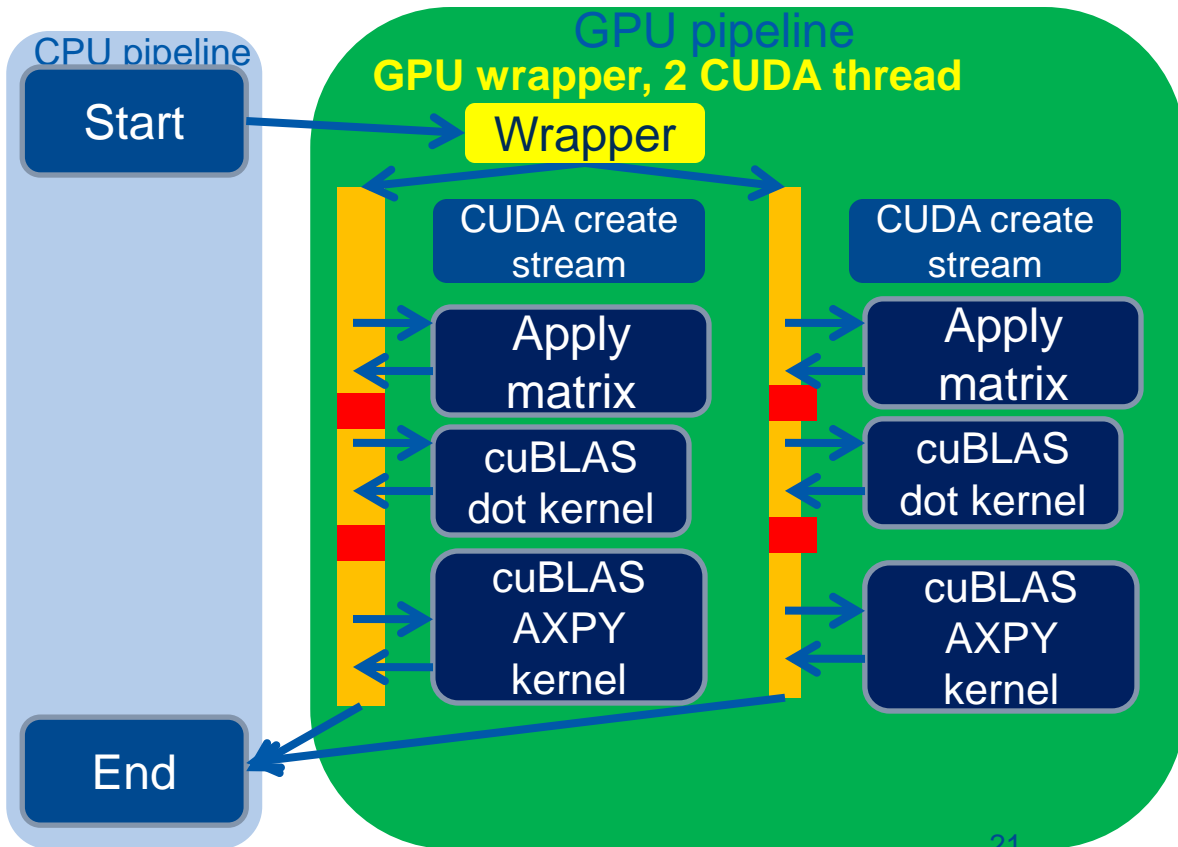 GPU pipeline
CPU pipeline
GPU wrapper, 2 CUDA thread
Start
Wrapper
CUDA create
stream
CUDA create
stream
Apply
matrix
Apply
matrix
cuBLAS
dot kernel
cuBLAS
dot kernel
cuBLAS
AXPY
kernel
cuBLAS
AXPY
kernel
End
21